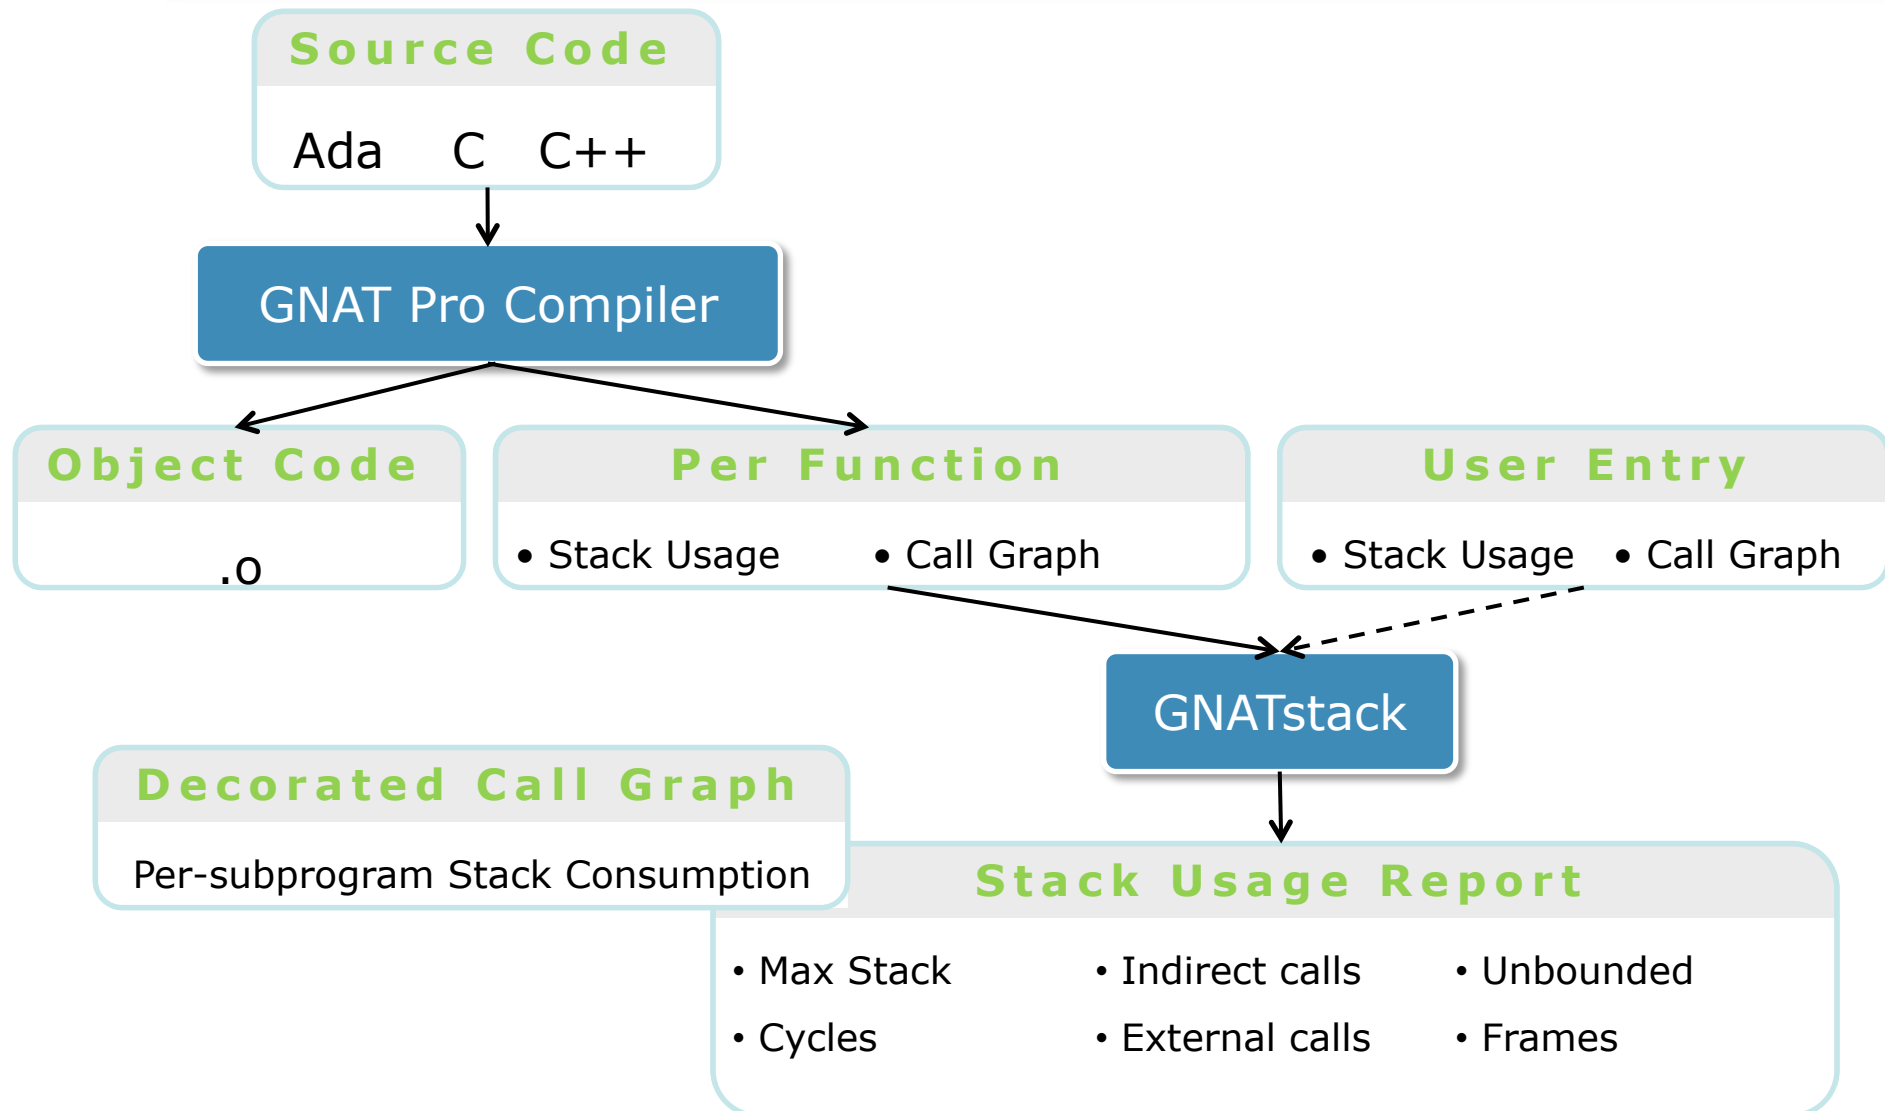 Source Code
Ada C C++
GNAT Pro Compiler
Object Code
.o
Per Function
• Stack Usage • Call Graph
User Entry
• Stack Usage • Call Graph
GNATstack
Decorated Call Graph
Per-subprogram Stack Consumption
Stack Usage Report
• Max Stack • Indirect calls • Unbounded
• Cycles • External calls • Frames